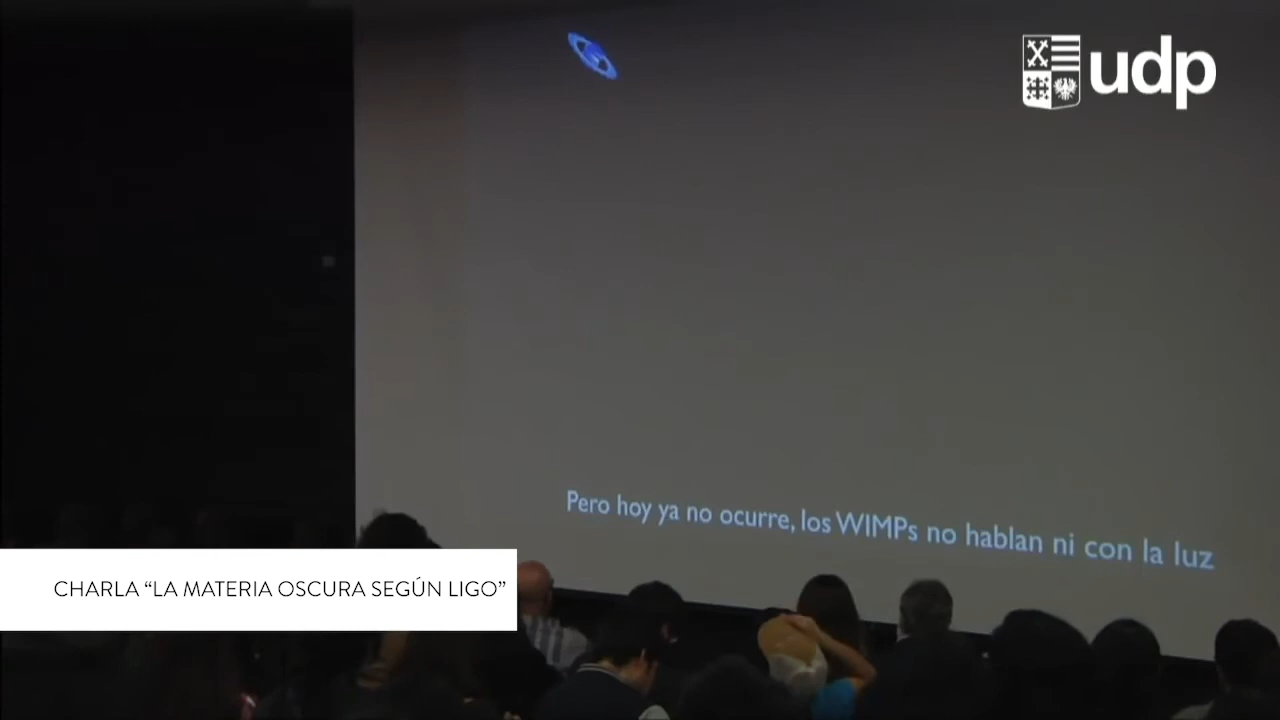 udp
Pero hoy ya no ocurre, los WIMPs no hablan ni con la luz
CHARLA “LA MATERIA OSCURA SEGÚN LIGO”